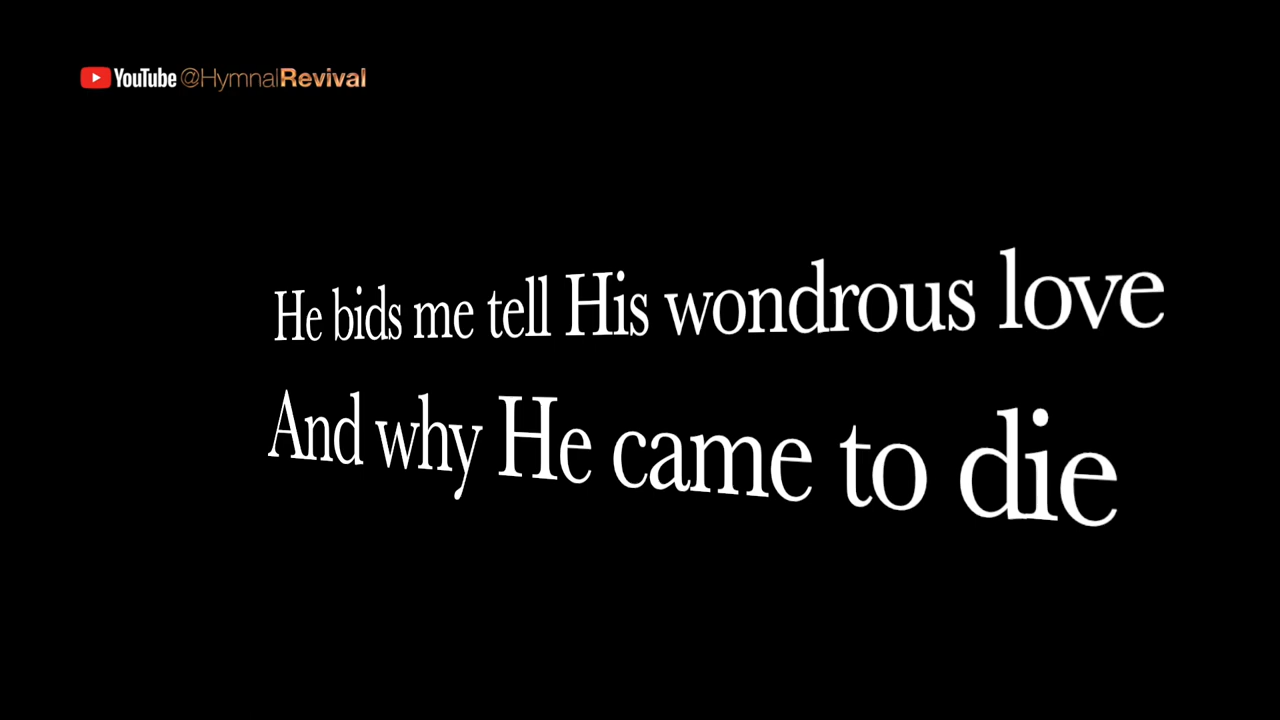 YouTube @HymnalRevival
He bids me tell His wondrous love
And why He came to die